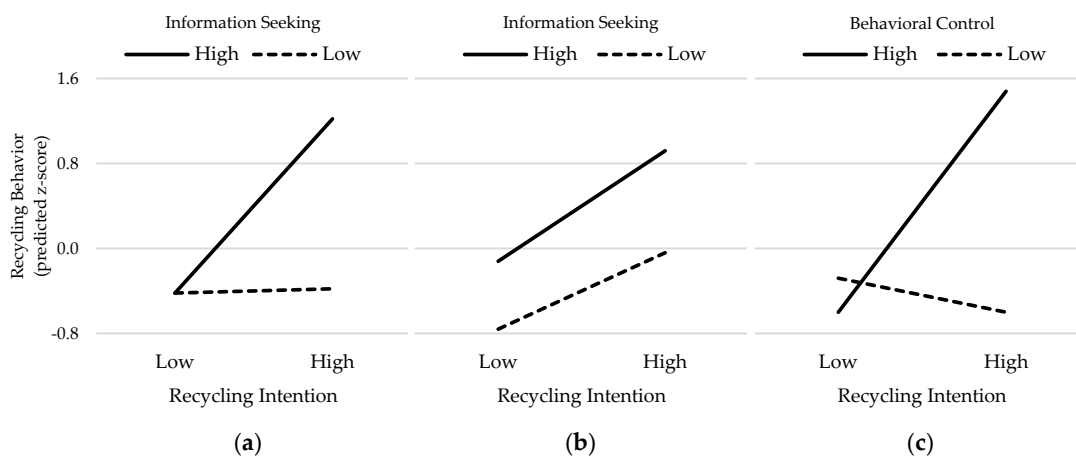 Information Seeking
High Low
Information Seeking
High Low
Behavioral Control
High Low
Recycling Behavior
(predicted z-score)
1.6
0.8
0.0
-0.8
Low High
Recycling Intention
(a)
Low High
Recycling Intention
(b)
Low High
Recycling Intention
(c)